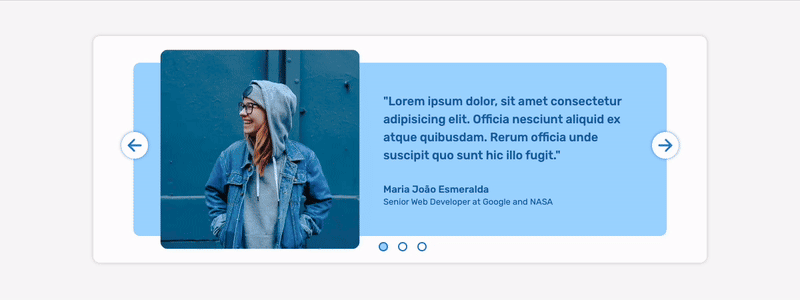 "Lorem ipsum dolor, sit amet consectetur
adipisicing elit. Officia nesciunt aliquid ex
atque quibusdam. Rerum officia unde
suscipit quo sunt hic illo fugit."
Maria João Esmeralda
Senior Web Developer at Google and NASA